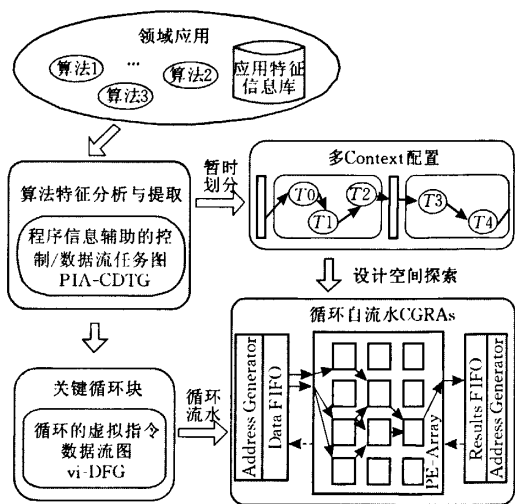 领域应用
算法1
...
算法2
算法3
应用特征
信息库
算法特征分析与提取
程序信息辅助的控
制/数据流任务图
PIA-CDTG
暂时
划分
多Context配置
T0
T1
T2
T3
T4
设计空间探索
关键循环块
循环的虚拟指令
数据流图
vi-DFG
循环
流水
循环自流水CGRAs
Address Generator
Data FIFO
PE-Array
Results FIFO
Address Generator